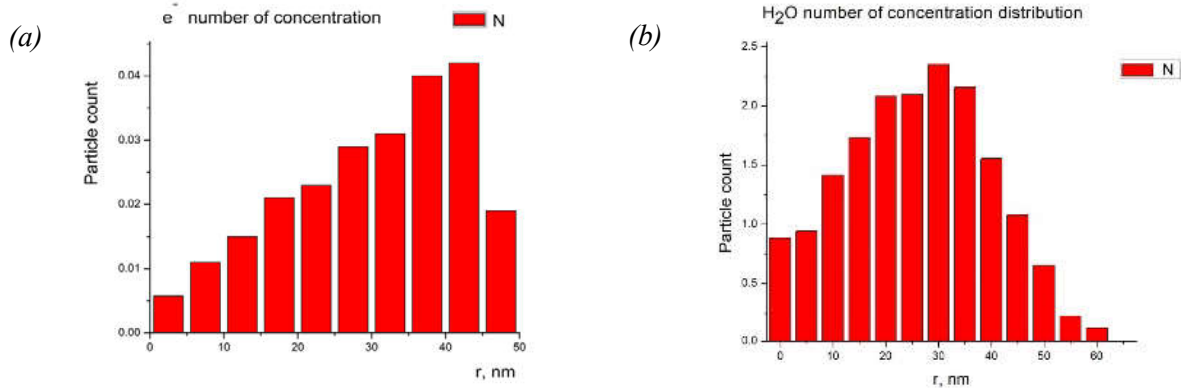 (a)
e⁻ number of concentration
N
Particle count
0.04
0.03
0.02
0.01
0.00
0 10 20 30 40 50
r, nm
(b)
H₂O number of concentration distribution
N
Particle count
2.5
2.0
1.5
1.0
0.5
0.0
0 10 20 30 40 50 60
r, nm